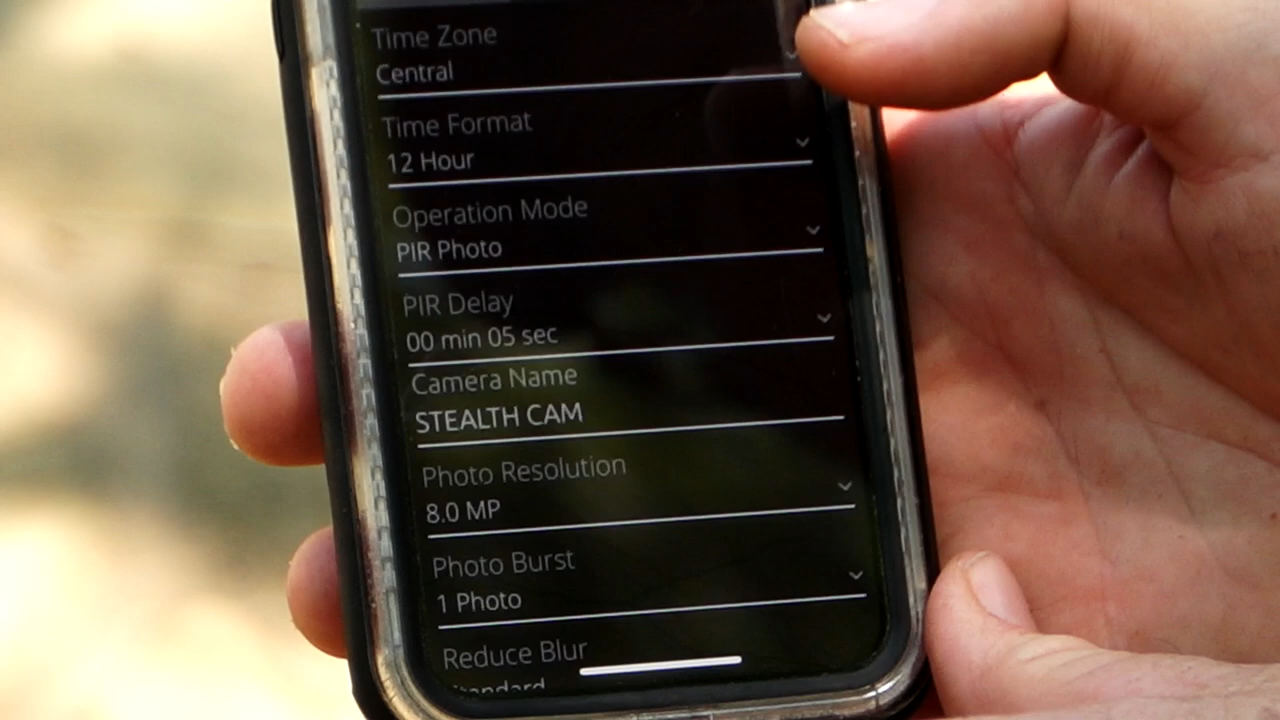 Time Zone
Central
Time Format
12 Hour
Operation Mode
PIR Photo
PIR Delay
00 min 05 sec
Camera Name
STEALTH CAM
Photo Resolution
8.0 MP
Photo Burst
1 Photo
Reduce Blur
Standard